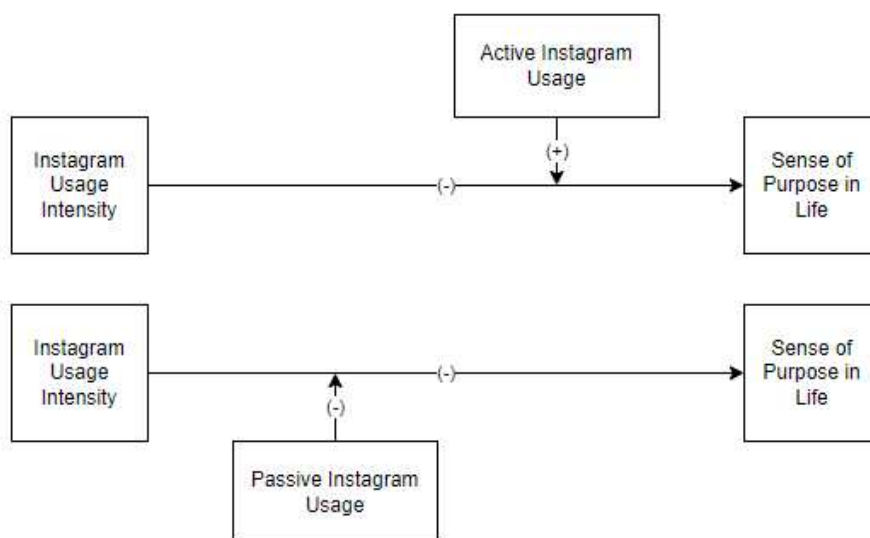 Active Instagram
Usage
(+)
Instagram
Usage
Intensity
(-)
Sense of
Purpose in
Life
Instagram
Usage
Intensity
(-)
Sense of
Purpose in
Life
(-)
Passive Instagram
Usage